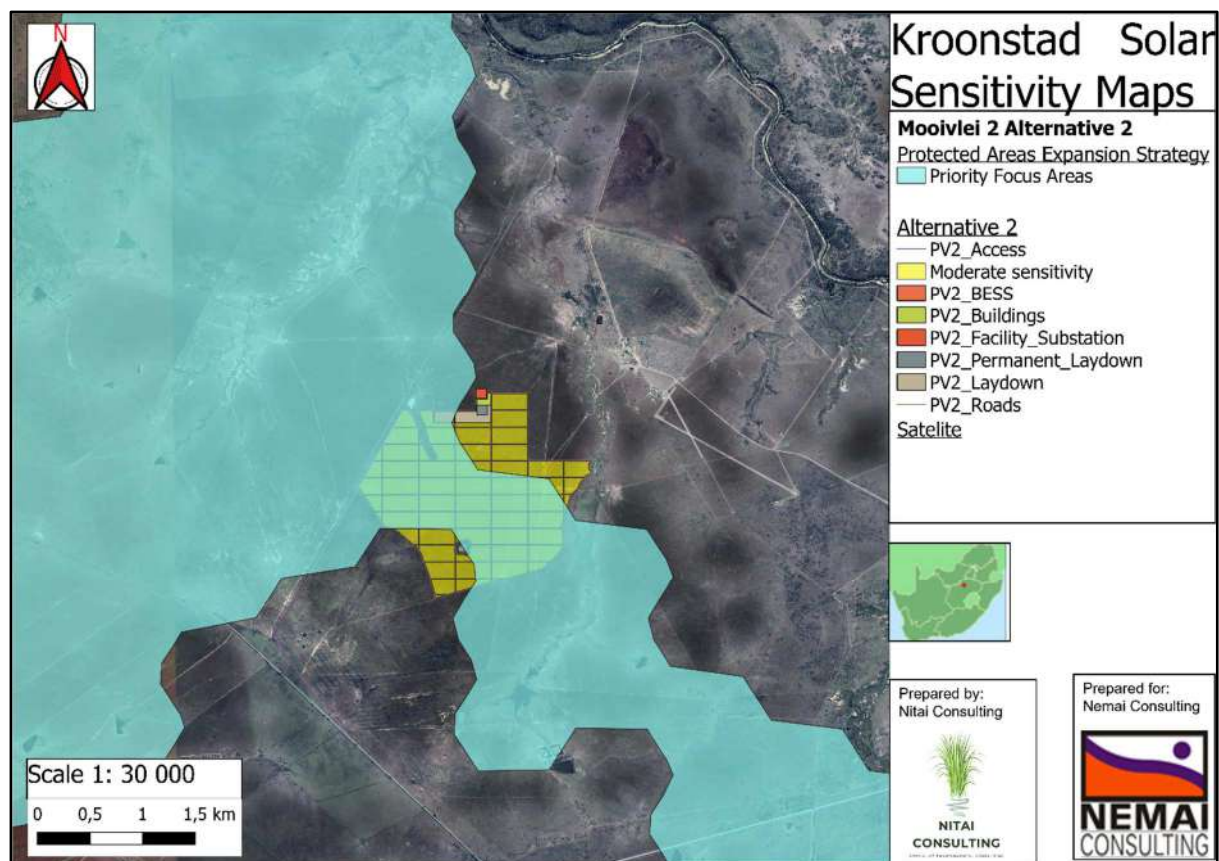 N
Kroonstad Solar
Sensitivity Maps
Mooivlei 2 Alternative 2
Protected Areas Expansion Strategy
Priority Focus Areas
Alternative 2
PV2_Access
Moderate sensitivity
PV2_BESS
PV2_Buildings
PV2_Facility_Substation
PV2_Permanent_Laydown
PV2_Laydown
PV2_Roads
Satelite
Scale 1: 30 000
0 0,5 1 1,5 km
Prepared by:
Nitai Consulting
NITAI
CONSULTING
Prepared for:
Nemai Consulting
NEMAI
CONSULTING